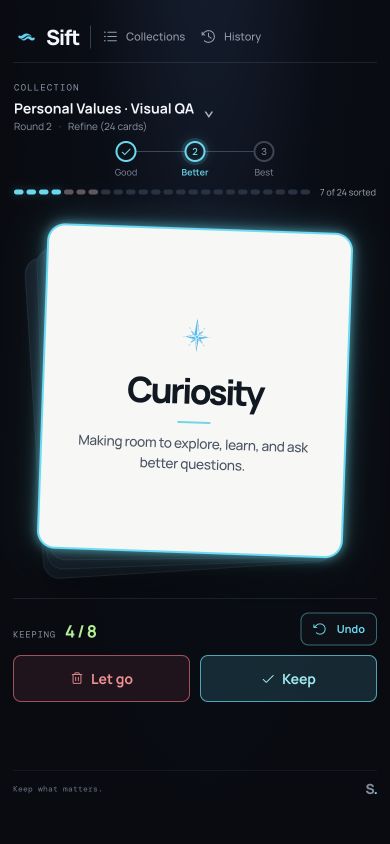 Sift
Collections
History
COLLECTION
Personal Values · Visual QA
Round 2 · Refine (24 cards)
2
3
Good
Better
Best
7 of 24 sorted
Curiosity
Making room to explore, learn, and ask
better questions.
KEEPING 4/8
Undo
Let go
Keep
Keep what matters.
S.